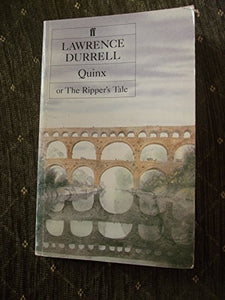 ff
LAWRENCE
DURRELL
Quinx
or The Ripper's Tale